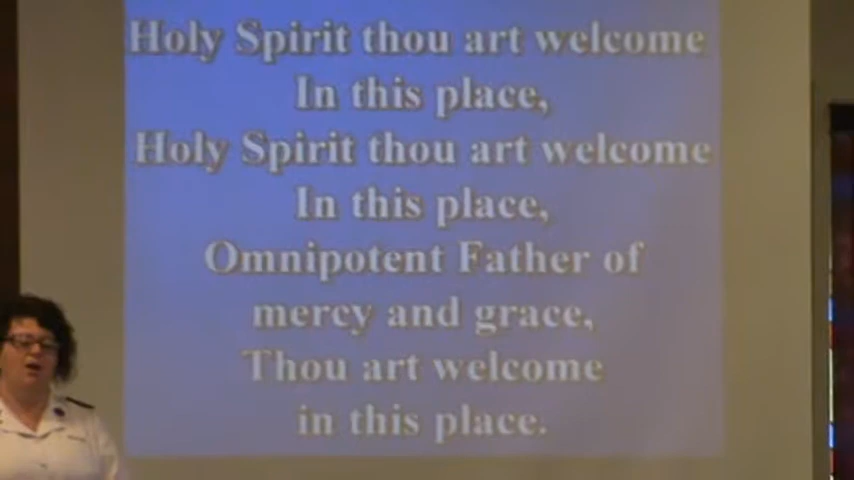 Holy Spirit thou art welcome
In this place,
Holy Spirit thou art welcome
In this place,
Omnipotent Father of
mercy and grace,
Thou art welcome
in this place.